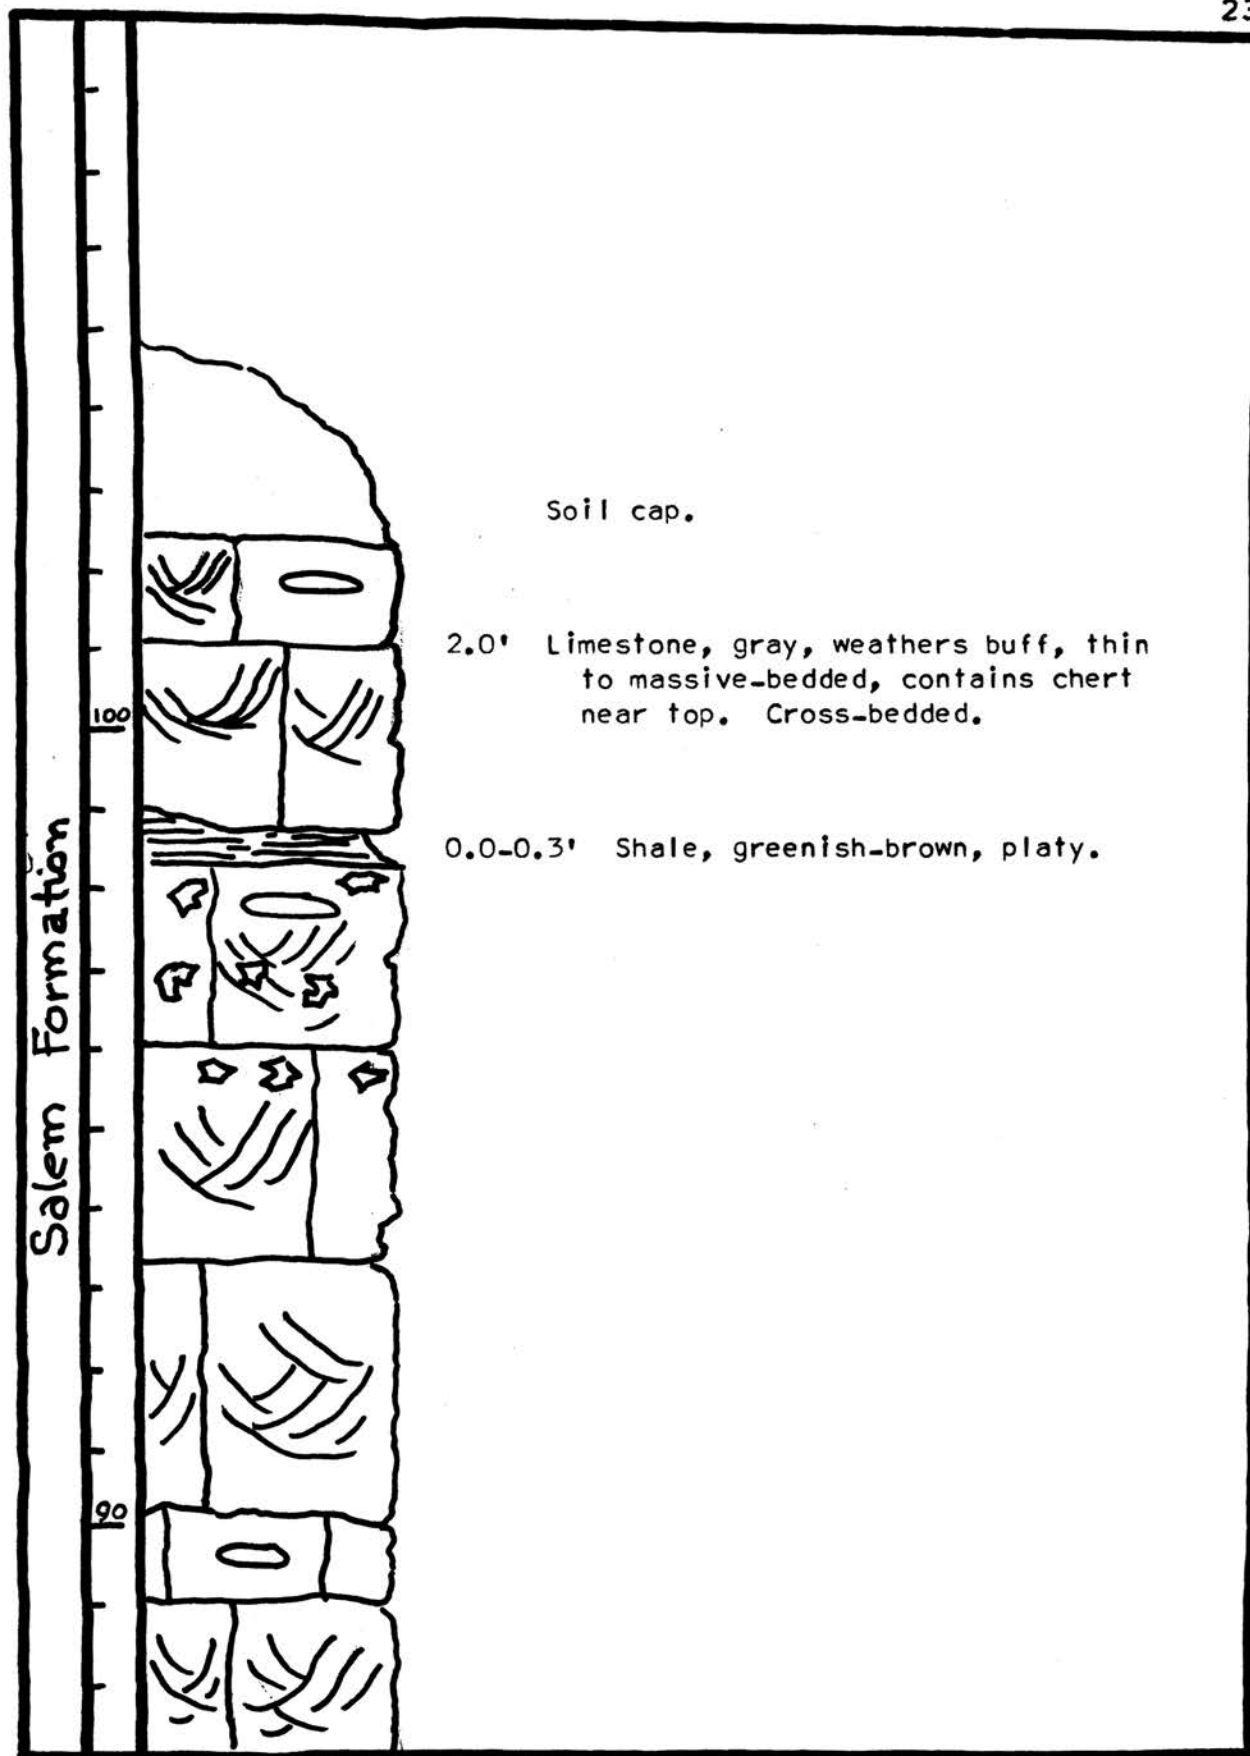 23
Soil cap.
2.0' Limestone, gray, weathers buff, thin
to massive-bedded, contains chert
near top. Cross-bedded.
100
0.0-0.3' Shale, greenish-brown, platy.
Salem Formation
90